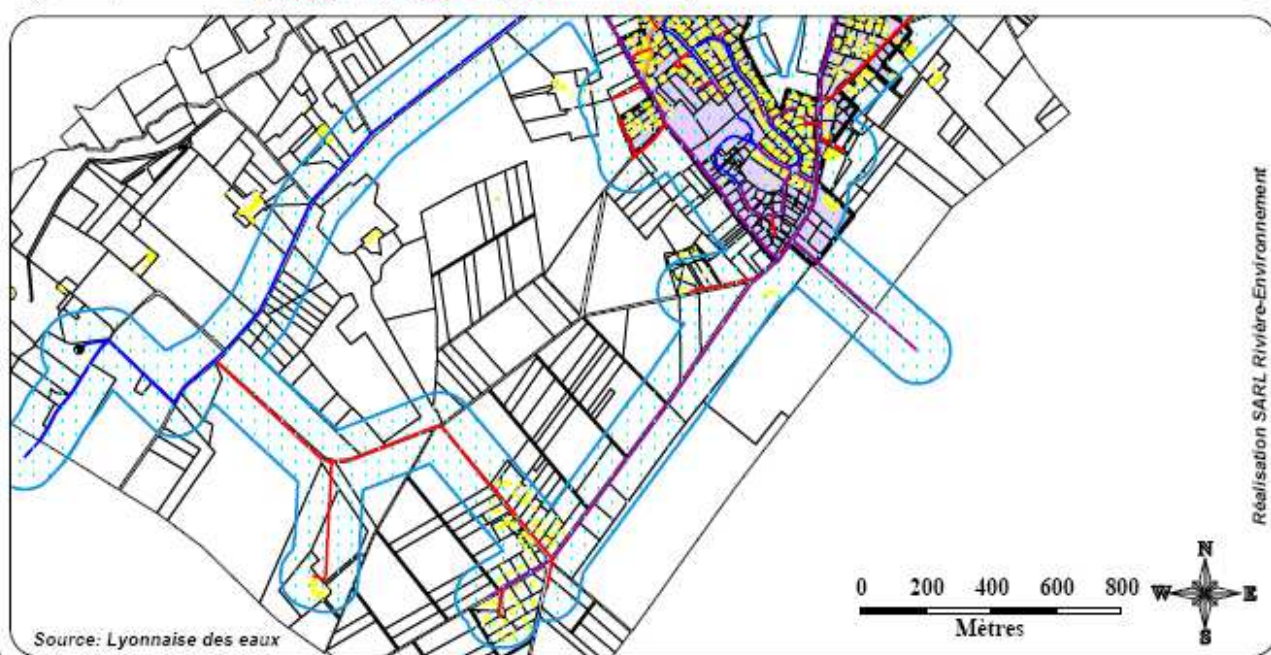 Réalisation SARL Rivière-Environnement
N
W E
S
0 200 400 600 800
Mètres
Source: Lyonnaise des eaux